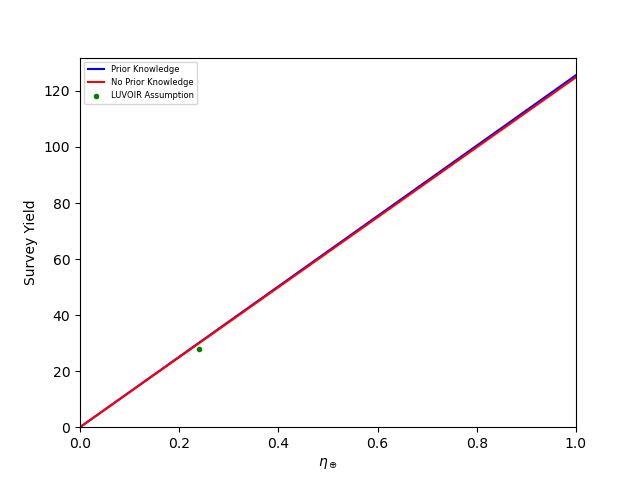 Prior Knowledge
No Prior Knowledge
LUVOIR Assumption
120
100
80
60
40
20
0
Survey Yield
0.0 0.2 0.4 0.6 0.8 1.0
η⊕